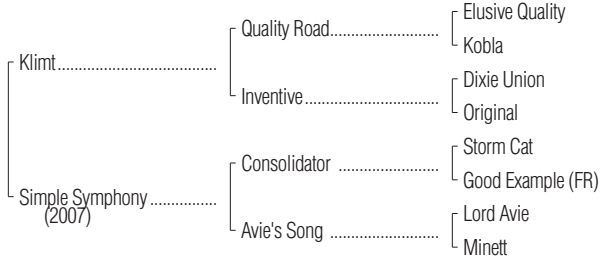 Elusive Quality
Quality Road..............................
Kobla
Klimt............................................
Dixie Union
Inventive.....................................
Original
Storm Cat
Consolidator ............................
Good Example (FR)
Simple Symphony..................
(2007)
Lord Avie
Avie's Song ..............................
Minett